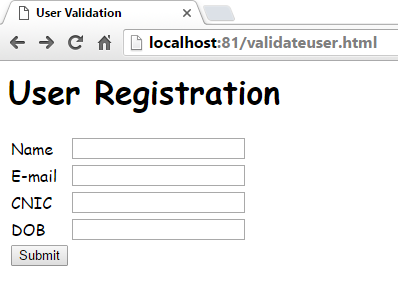 User Validation
localhost:81/validateuser.html
User Registration
Name
E-mail
CNIC
DOB
Submit